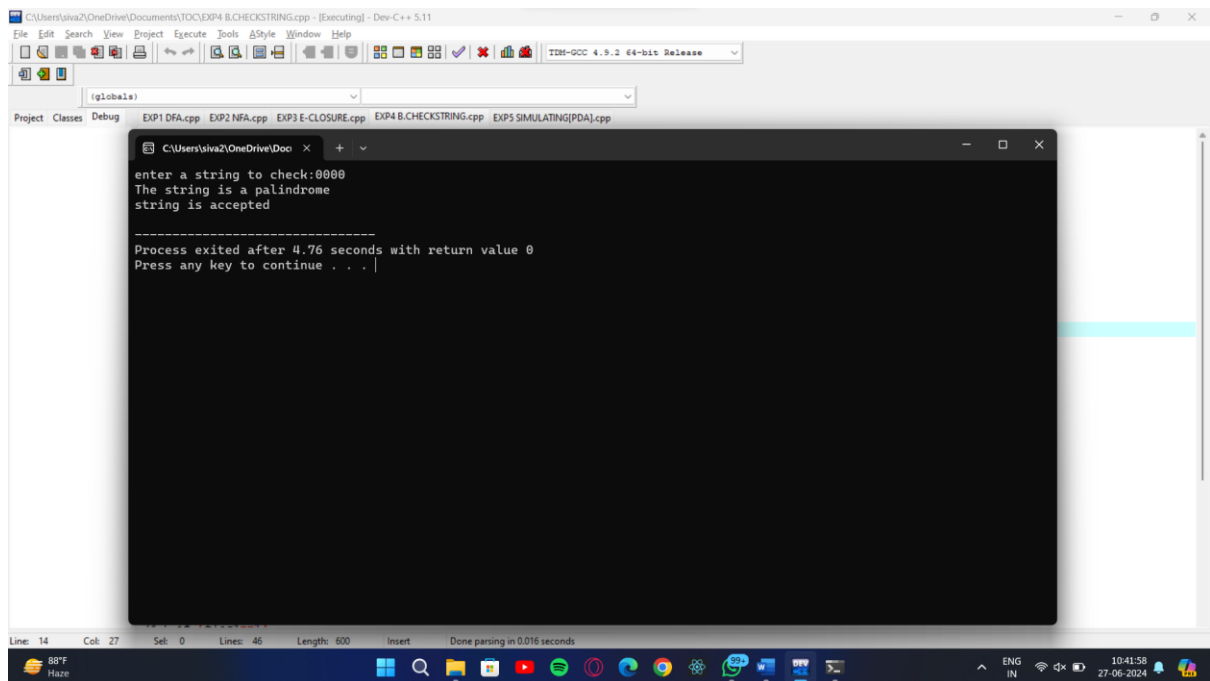 C:\Users\siva2\OneDrive\Documents\TOC\EXP4 B.CHECKSTRING.cpp - [Executing] - Dev-C++ 5.11
File Edit Search View Project Execute Tools AStyle Window Help
TDM-GCC 4.9.2 64-bit Release
(globals)
Project Classes Debug EXP1 DFA.cpp EXP2 NFA.cpp EXP3 E-CLOSURE.cpp EXP4 B.CHECKSTRING.cpp EXP5 SIMULATING[PDA].cpp
C:\Users\siva2\OneDrive\Doc
enter a string to check:0000
The string is a palindrome
string is accepted
--------------------------------
Process exited after 4.76 seconds with return value 0
Press any key to continue . . .
Line: 14 Col: 27 Sel: 0 Lines: 46 Length: 600 Insert Done parsing in 0.016 seconds
88°F
Haze
99+
DEV
ENG
IN
10:41:58
27-06-2024